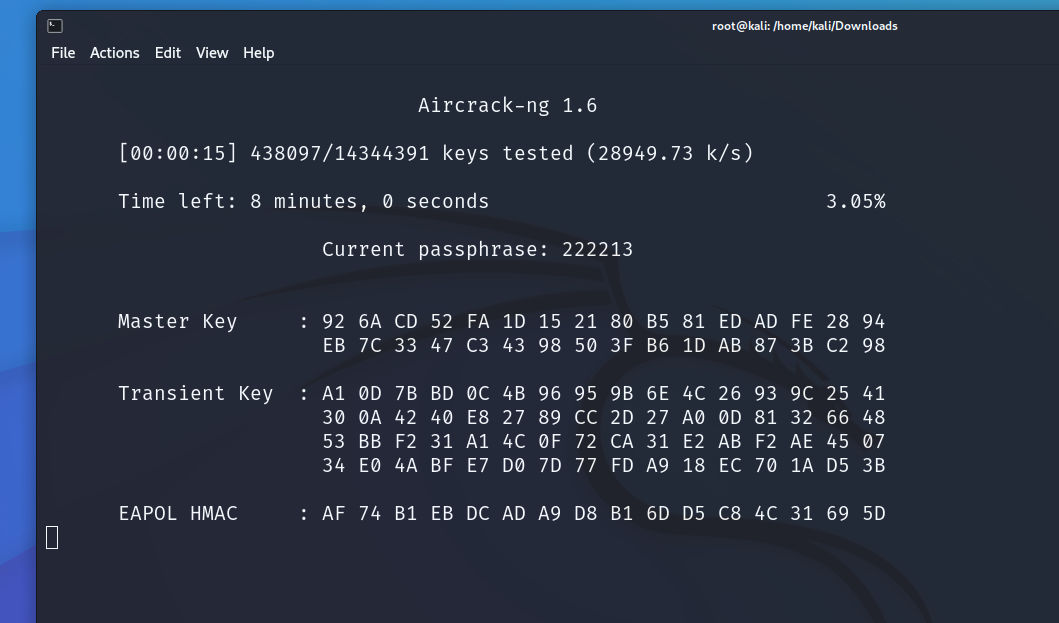 root@kali: /home/kali/Downloads
File Actions Edit View Help
Aircrack-ng 1.6
[00:00:15] 438097/14344391 keys tested (28949.73 k/s)
Time left: 8 minutes, 0 seconds 3.05%
Current passphrase: 222213
Master Key : 92 6A CD 52 FA 1D 15 21 80 B5 81 ED AD FE 28 94
EB 7C 33 47 C3 43 98 50 3F B6 1D AB 87 3B C2 98
Transient Key : A1 0D 7B BD 0C 4B 96 95 9B 6E 4C 26 93 9C 25 41
30 0A 42 40 E8 27 89 CC 2D 27 A0 0D 81 32 66 48
53 BB F2 31 A1 4C 0F 72 CA 31 E2 AB F2 AE 45 07
34 E0 4A BF E7 D0 7D 77 FD A9 18 EC 70 1A D5 3B
EAPOL HMAC : AF 74 B1 EB DC AD A9 D8 B1 6D D5 C8 4C 31 69 5D